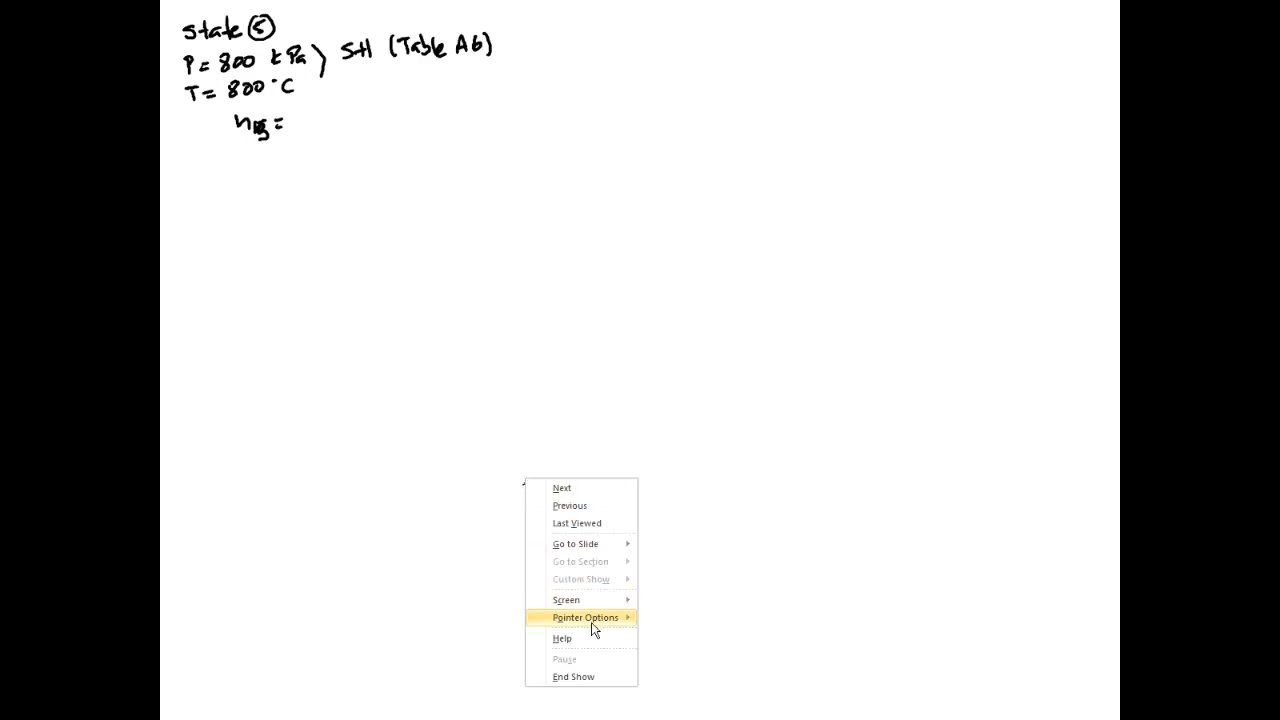 State ⑤
P = 800 kPa } SH (Table A6)
T = 800 °C
Next
Previous
Last Viewed
Go to Slide
Go to Section
Custom Show
Screen
Pointer Options
Help
Pause
End Show